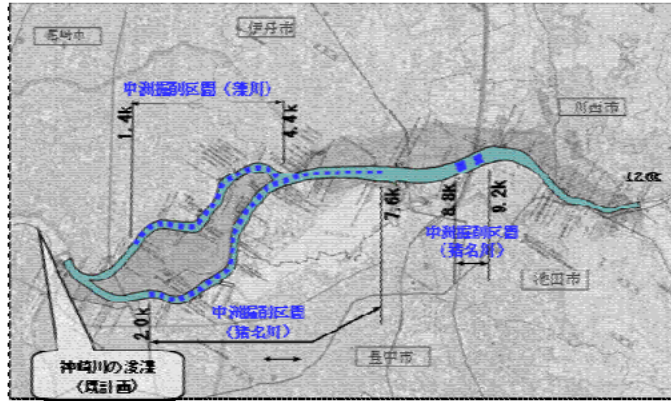 尼崎市
伊丹市
中洲掘削区間（藻川）
1.4k
4.4k
川西市
12.6k
7.6k
8.8k
9.2k
中洲掘削区間
（猪名川）
池田市
2.0k
中洲掘削区間
（猪名川）
豊中市
神崎川の浚渫
（既計画）